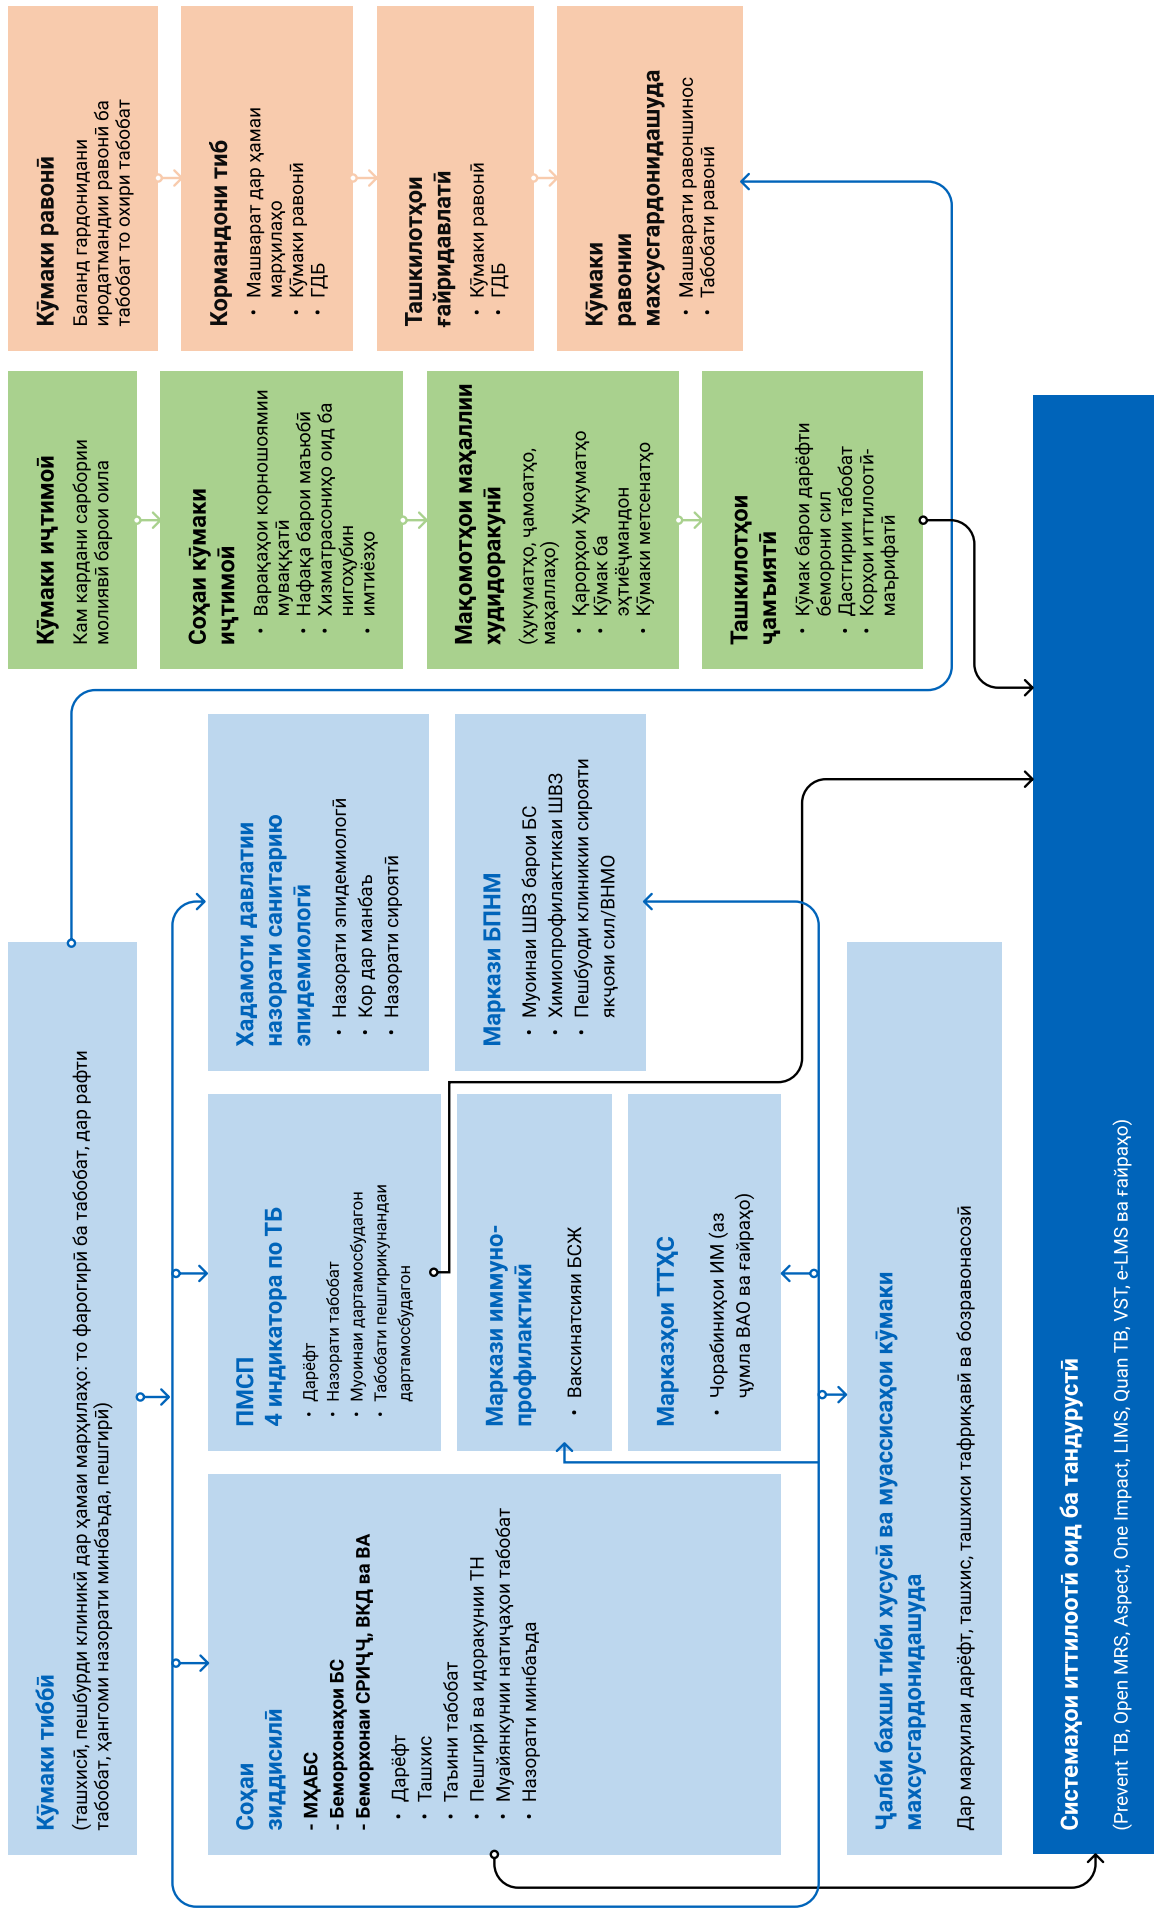 Кӯмаки тиббӣ
(ташхисӣ, пешбурди клиникӣ дар ҳамаи марҳилаҳо: то фарогирӣ ба табобат, дар рафти
табобат, ҳангоми назорати минбаъда, пешгирӣ)
Соҳаи
зиддисилӣ
- МҲАБС
- Беморхонаҳои БС
- Беморхонаи СРИҶҶ, ВКД ва ВА
• Дарёфт
• Ташхис
• Таъини табобат
• Пешгирӣ ва идоракунии ТН
• Муайянкунии натиҷаҳои табобат
• Назорати минбаъда
ПМСП
4 индикатора по ТБ
• Дарёфт
• Назорати табобат
• Муоинаи дартамосбудагон
• Табобати пешгирикунандаи
дартамосбудагон
Маркази иммуно-
профилактикӣ
• Ваксинатсияи БСЖ
Марказҳои ТТҲС
• Чорабиниҳои ИМ (аз
ҷумла ВАО ва ғайраҳо)
Хадамоти давлатии
назорати санитарию
эпидемиологӣ
• Назорати эпидемиологӣ
• Кор дар манбаъ
• Назорати сироятӣ
Маркази БПНМ
• Муоинаи ШВЗ барои БС
• Химиопрофилактикаи ШВЗ
• Пешбуоди клиникии сирояти
якҷояи сил/ВНМО
Ҷалби бахши тиби хусусӣ ва муассисаҳои кӯмаки
махсусгардонидашуда
Дар марҳилаи дарёфт, ташхис, ташхиси тафриқавӣ ва бозравонасозӣ
Кӯмаки иҷтимоӣ
Кам кардани сарбории
молиявӣ барои оила
Соҳаи кӯмаки
иҷтимоӣ
• Варақаҳои корношоямии
муваққатӣ
• Нафақа барои маъюбӣ
• Хизматрасониҳо оид ба
нигоҳубин
• имтиёзҳо
Мақомотҳои маҳаллии
худидоракунӣ
(ҳукуматҳо, ҷамоатҳо,
маҳаллаҳо)
• Қарорҳои Ҳукуматҳо
• Кӯмак ба
эҳтиёҷмандон
• Кӯмаки метсенатҳо
Ташкилотҳои
ҷамъиятӣ
• Кӯмак барои дарёфти
беморони сил
• Дастгирии табобат
• Корҳои иттилоотӣ-
маърифатӣ
Кӯмаки равонӣ
Баланд гардонидани
иродатмандии равонӣ ба
табобат то охири табобат
Кормандони тиб
• Машварат дар ҳамаи
марҳилаҳо
• Кӯмаки равонӣ
• ГДБ
Ташкилотҳои
ғайридавлатӣ
• Кӯмаки равонӣ
• ГДБ
Кӯмаки
равонии
махсусгардонидашуда
• Машварати равоншинос
• Табобати равонӣ
Системаҳои иттилоотӣ оид ба тандурустӣ
(Prevent TB, Open MRS, Aspect, One Impact, LIMS, Quan TB, VST, e-LMS ва ғайраҳо)